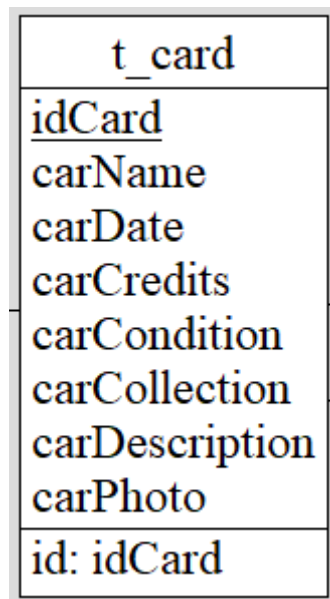 t_card
idCard
carName
carDate
carCredits
carCondition
carCollection
carDescription
carPhoto
id: idCard